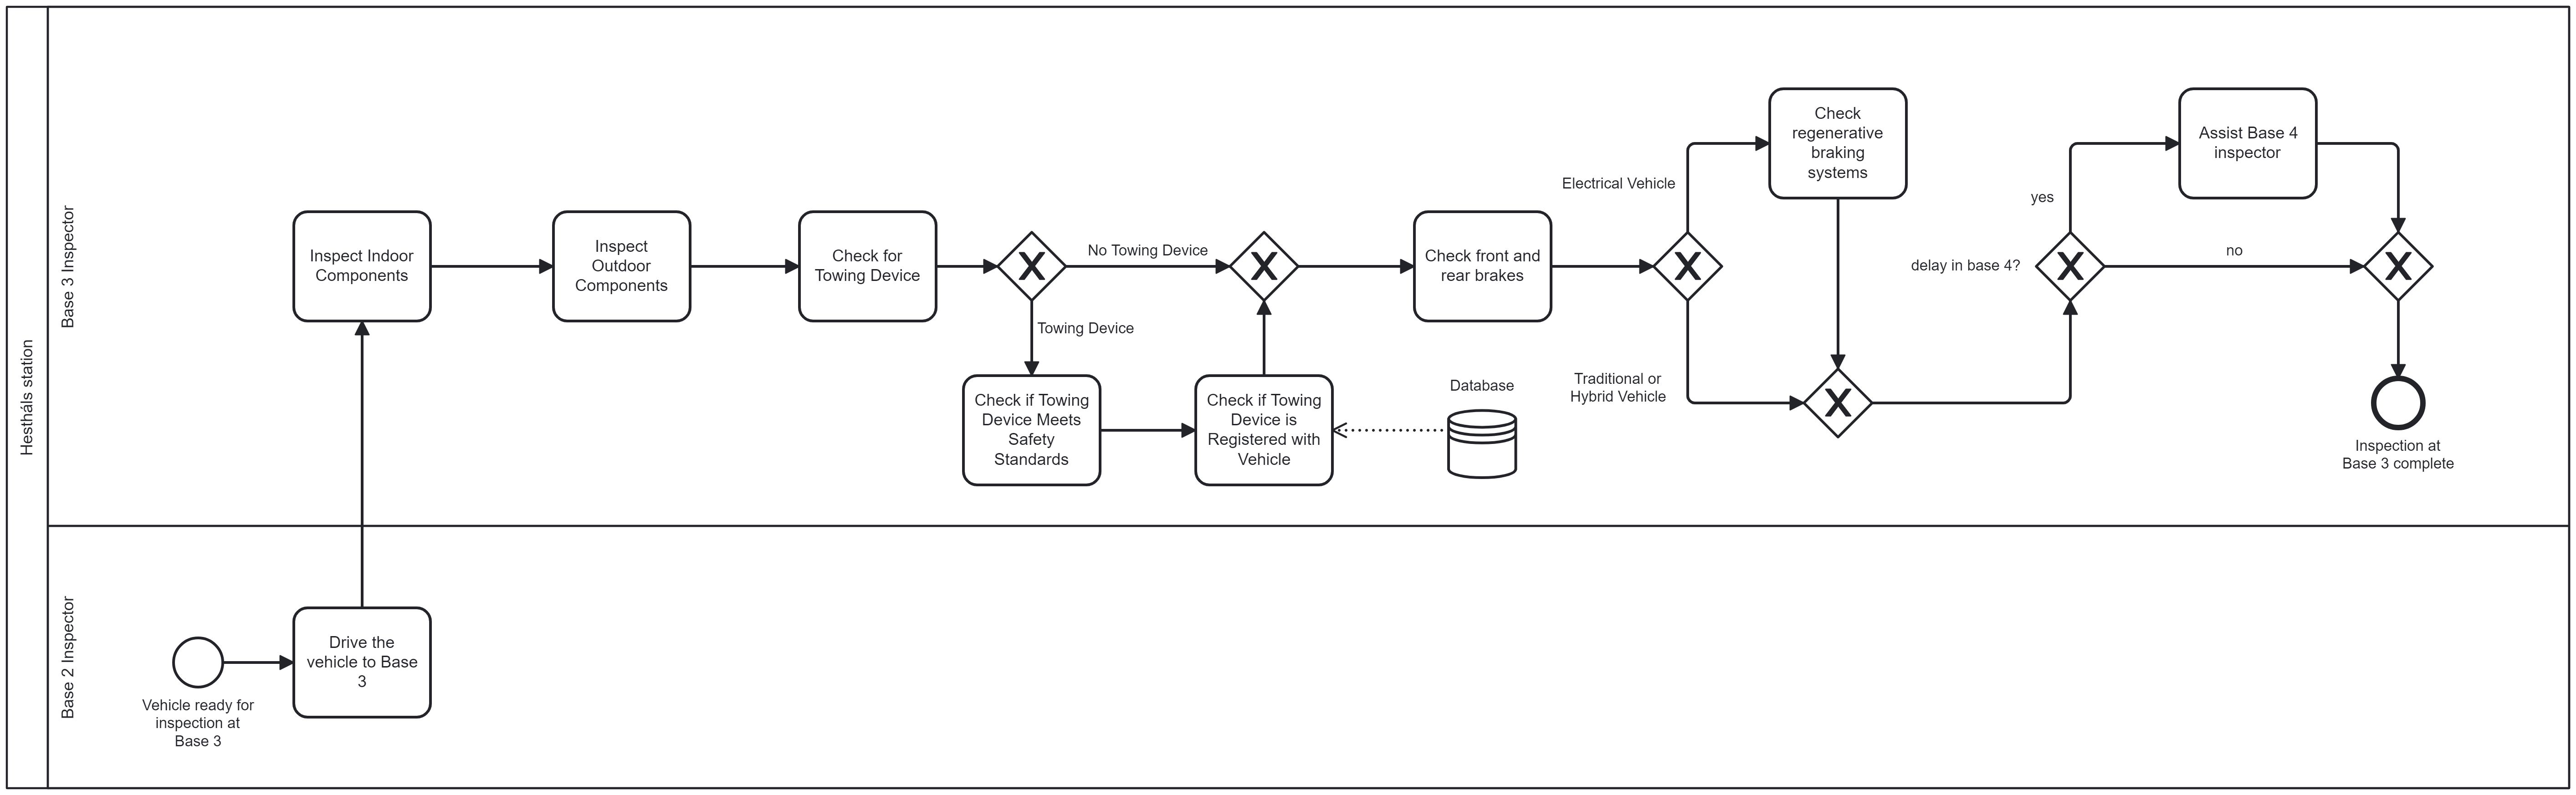 Hestháls station
Base 3 Inspector
Inspect Indoor
Components
Inspect
Outdoor
Components
Check for
Towing Device
No Towing Device
Towing Device
Check if Towing
Device Meets
Safety
Standards
Check if Towing
Device is
Registered with
Vehicle
Database
Check front and
rear brakes
Electrical Vehicle
Traditional or
Hybrid Vehicle
Check
regenerative
braking
systems
delay in base 4?
yes
no
Assist Base 4
inspector
Inspection at
Base 3 complete
Base 2 Inspector
Vehicle ready for
inspection at
Base 3
Drive the
vehicle to Base
3